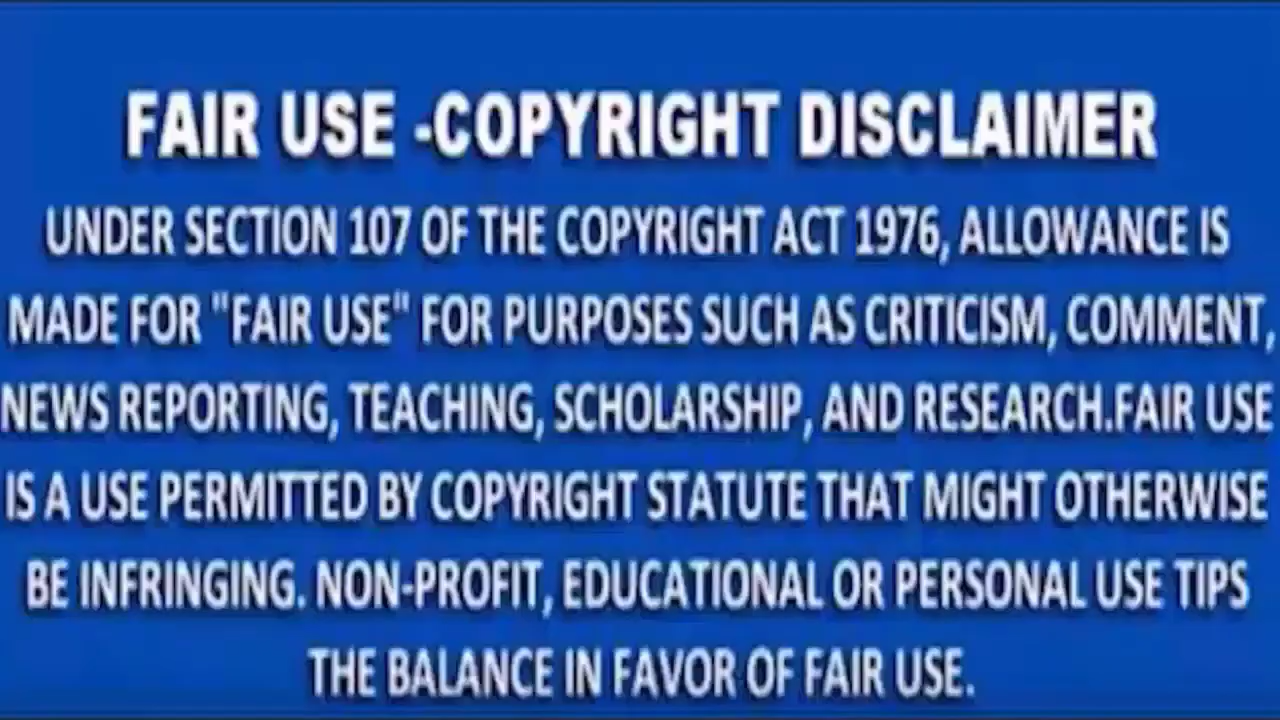 FAIR USE -COPYRIGHT DISCLAIMER
UNDER SECTION 107 OF THE COPYRIGHT ACT 1976, ALLOWANCE IS
MADE FOR "FAIR USE" FOR PURPOSES SUCH AS CRITICISM, COMMENT,
NEWS REPORTING, TEACHING, SCHOLARSHIP, AND RESEARCH.FAIR USE
IS A USE PERMITTED BY COPYRIGHT STATUTE THAT MIGHT OTHERWISE
BE INFRINGING. NON-PROFIT, EDUCATIONAL OR PERSONAL USE TIPS
THE BALANCE IN FAVOR OF FAIR USE.